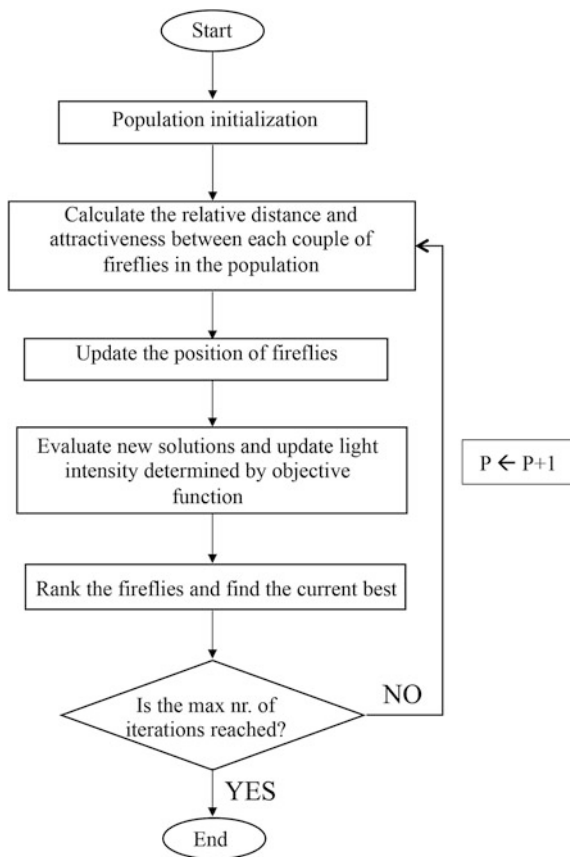 Start
Population initialization
Calculate the relative distance and
attractiveness between each couple of
fireflies in the population
Update the position of fireflies
Evaluate new solutions and update light
intensity determined by objective
function
P ← P+1
Rank the fireflies and find the current best
Is the max nr. of
iterations reached?
NO
YES
End